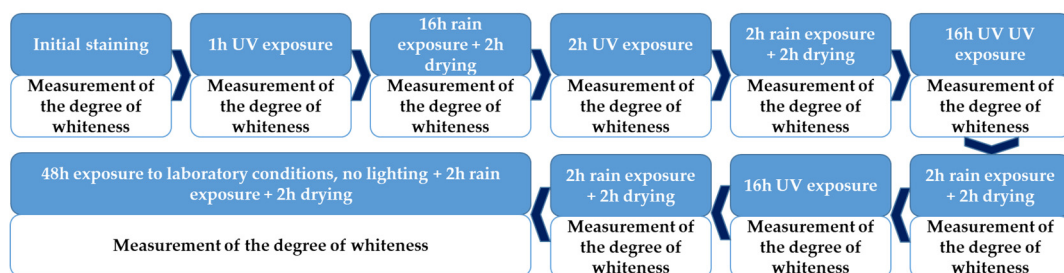 Initial staining
Measurement of
the degree of
whiteness
1h UV exposure
Measurement of
the degree of
whiteness
16h rain
exposure + 2h
drying
Measurement of
the degree of
whiteness
2h UV exposure
Measurement of
the degree of
whiteness
2h rain exposure
+ 2h drying
Measurement of
the degree of
whiteness
16h UV UV
exposure
Measurement of
the degree of
whiteness
2h rain exposure
+ 2h drying
Measurement of
the degree of
whiteness
16h UV exposure
Measurement of
the degree of
whiteness
2h rain exposure
+ 2h drying
Measurement of
the degree of
whiteness
48h exposure to laboratory conditions, no lighting + 2h rain
exposure + 2h drying
Measurement of the degree of whiteness